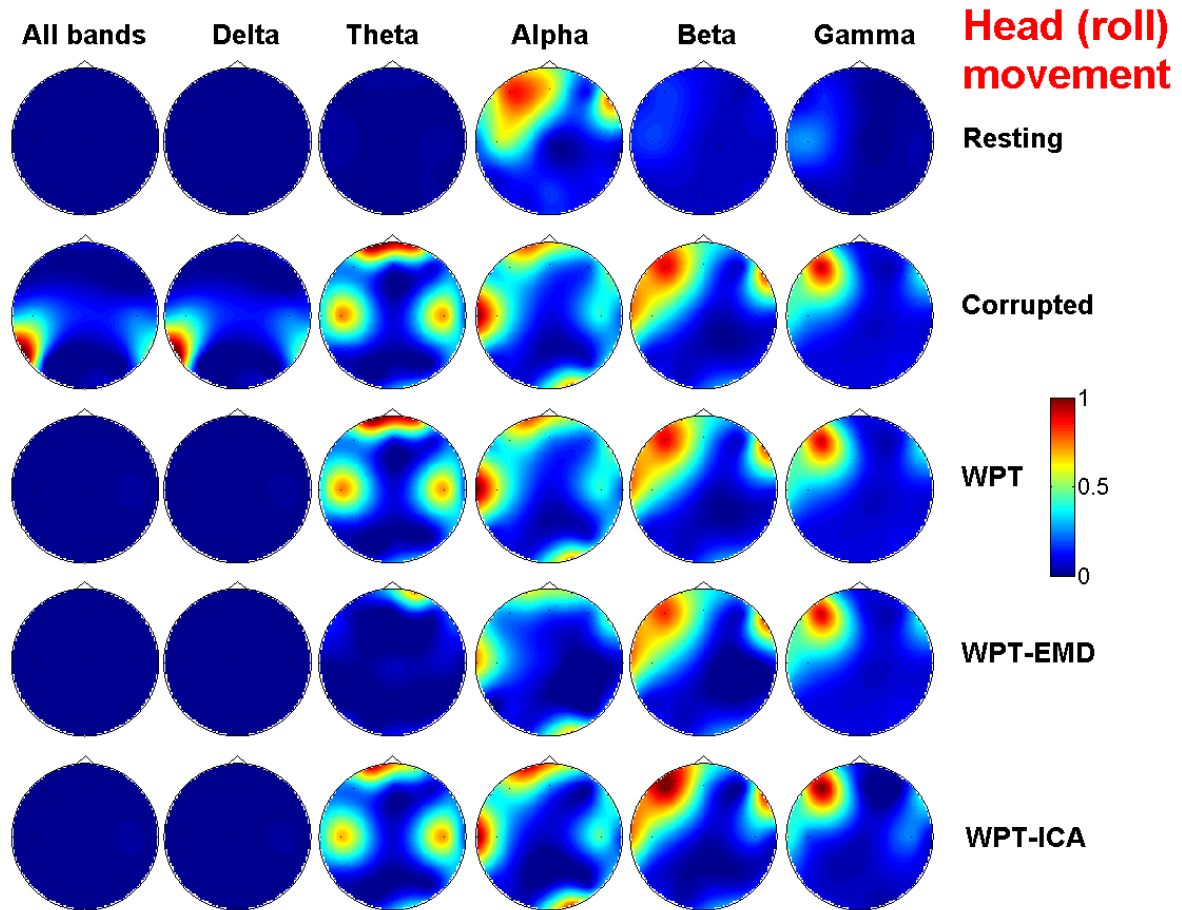 Head (roll)
movement
All bands Delta Theta Alpha Beta Gamma
Resting
Corrupted
1
WPT
0.5
0
WPT-EMD
WPT-ICA